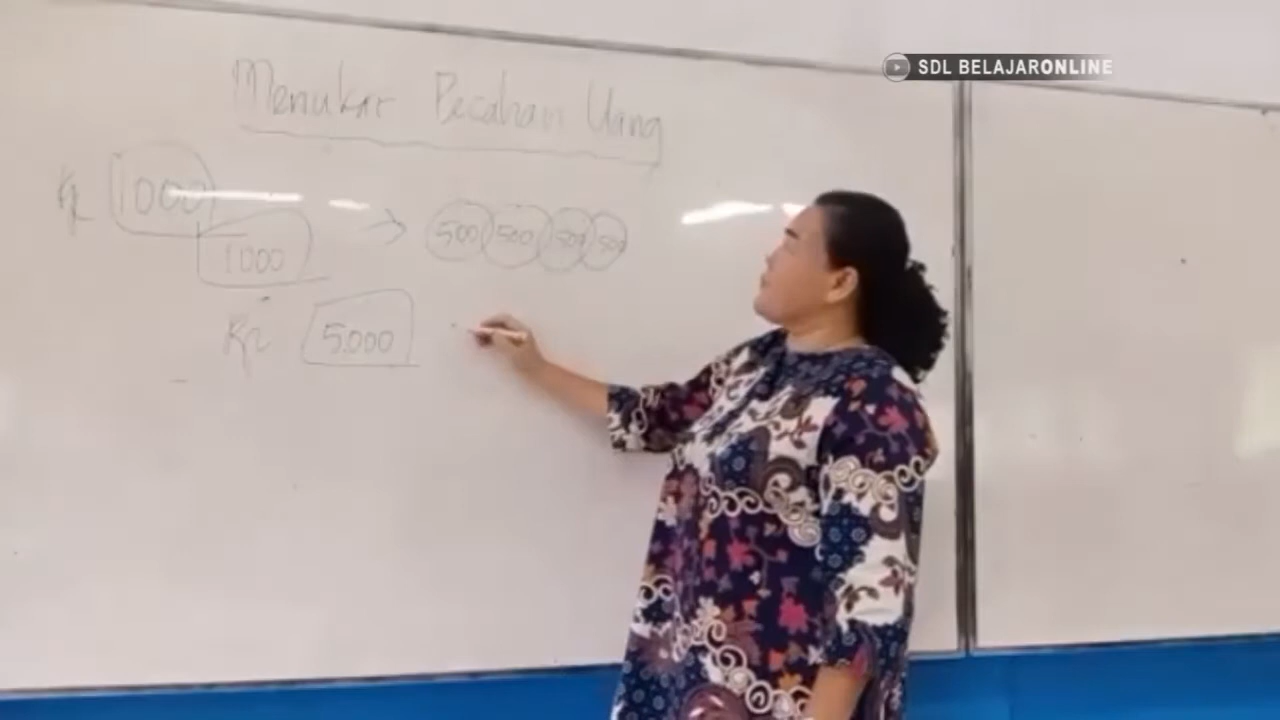 SDL BELAJARONLINE
Menukar Pecahan Uang
Rp 1000
1000 → 500 500 500 500
Rp 5.000